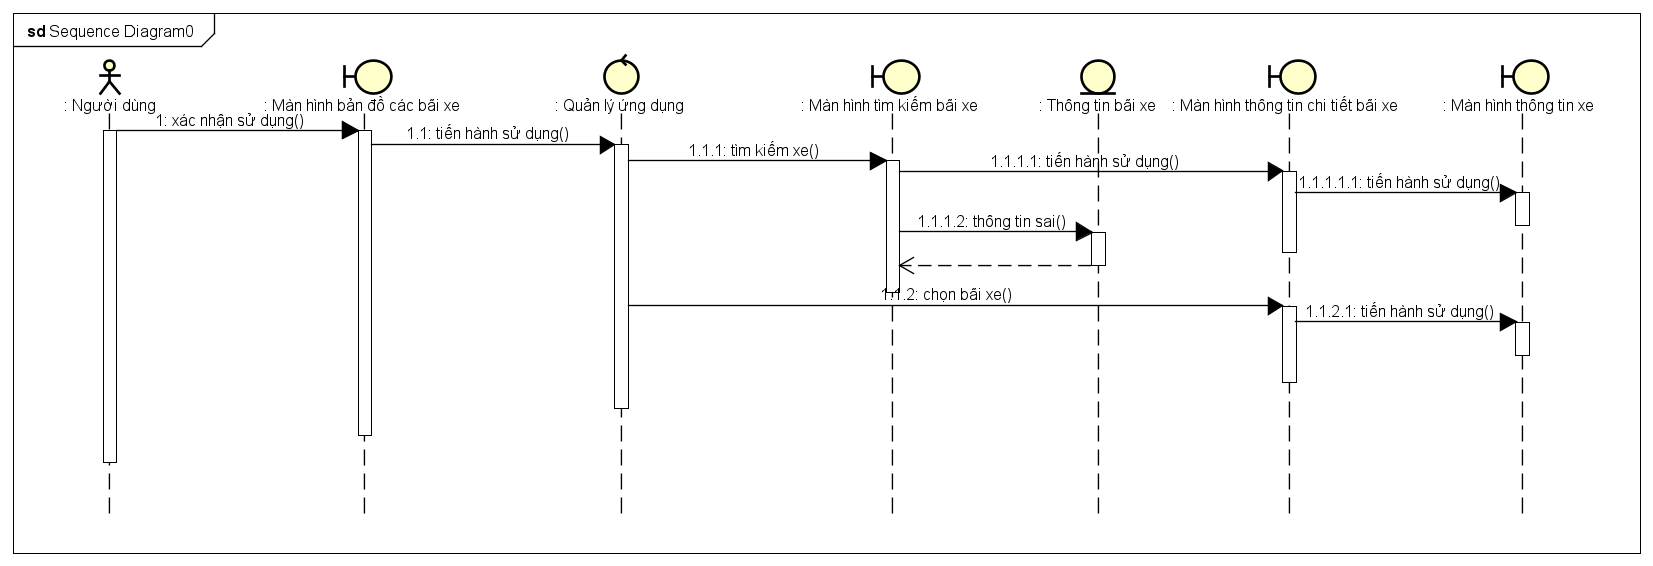 sd Sequence Diagram0
: Người dùng
: Màn hình bản đồ các bãi xe
: Quản lý ứng dụng
: Màn hình tìm kiếm bãi xe
: Thông tin bãi xe
: Màn hình thông tin chi tiết bãi xe
: Màn hình thông tin xe
1: xác nhận sử dụng()
1.1: tiến hành sử dụng()
1.1.1: tìm kiếm xe()
1.1.1.1: tiến hành sử dụng()
1.1.1.1.1: tiến hành sử dụng()
1.1.1.2: thông tin sai()
1.1.2: chọn bãi xe()
1.1.2.1: tiến hành sử dụng()